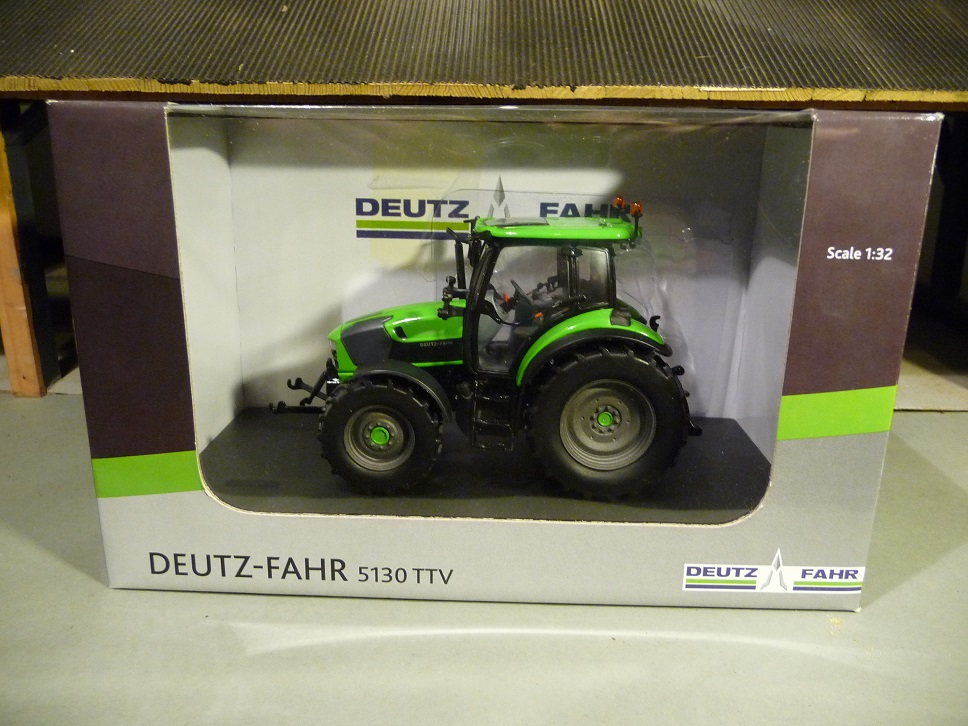 DEUTZ FAHR
Scale 1:32
DEUTZ-FAHR
DEUTZ-FAHR 5130 TTV
DEUTZ FAHR